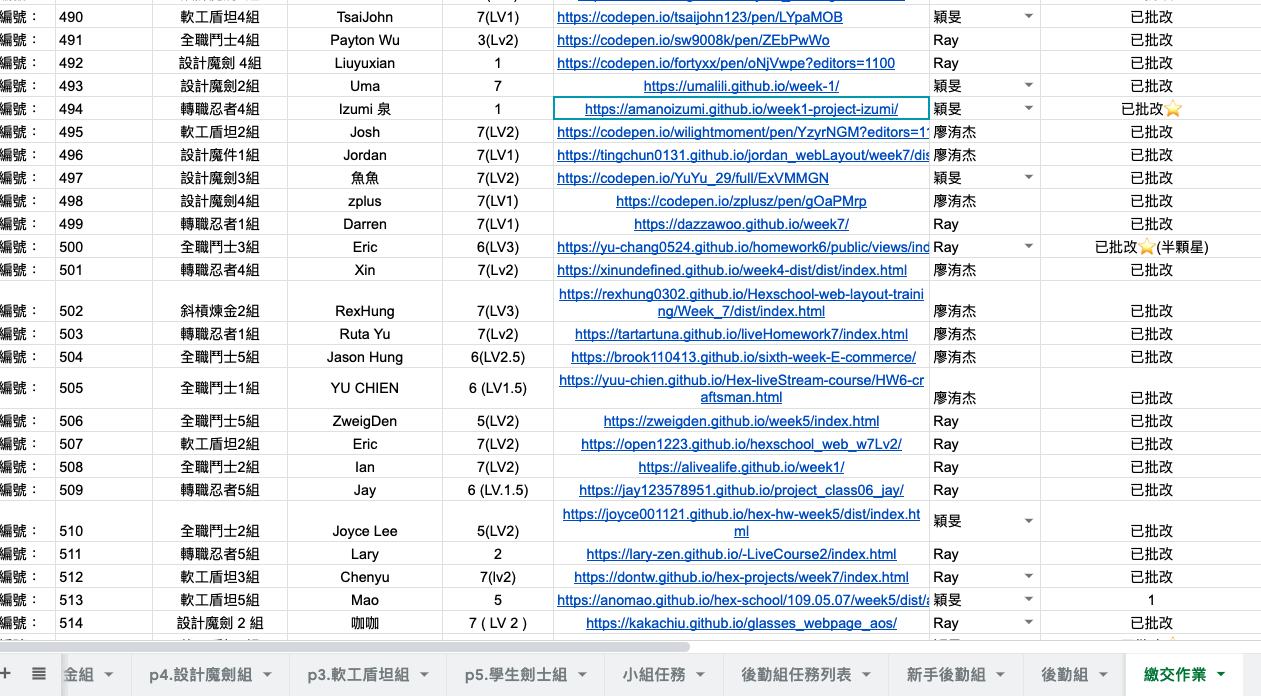 編號： 490 軟工盾坦4組 TsaiJohn 7(LV1) https://codepen.io/tsaijohn123/pen/LYpaMOB 穎旻 已批改
編號： 491 全職鬥士4組 Payton Wu 3(Lv2) https://codepen.io/sw9008k/pen/ZEbPwWo Ray 已批改
編號： 492 設計魔劍 4組 Liuyuxian 1 https://codepen.io/fortyxx/pen/oNjVwpe?editors=1100 Ray 已批改
編號： 493 設計魔劍2組 Uma 7 https://umalili.github.io/week-1/ 穎旻 已批改
編號： 494 轉職忍者4組 Izumi 泉 1 https://amanoizumi.github.io/week1-project-izumi/ 穎旻 已批改⭐
編號： 495 軟工盾坦2組 Josh 7(LV2) https://codepen.io/wilightmoment/pen/YzyrNGM?editors=11 廖洧杰 已批改
編號： 496 設計魔件1組 Jordan 7(LV1) https://tingchun0131.github.io/jordan_webLayout/week7/dis 廖洧杰 已批改
編號： 497 設計魔劍3組 魚魚 7(LV2) https://codepen.io/YuYu_29/full/ExVMMGN 穎旻 已批改
編號： 498 設計魔劍4組 zplus 7(LV1) https://codepen.io/zplusz/pen/gOaPMrp 廖洧杰 已批改
編號： 499 轉職忍者1組 Darren 7(LV1) https://dazzawoo.github.io/week7/ Ray 已批改
編號： 500 全職鬥士3組 Eric 6(LV3) https://yu-chang0524.github.io/homework6/public/views/ind Ray 已批改⭐(半顆星)
編號： 501 轉職忍者4組 Xin 7(Lv2) https://xinundefined.github.io/week4-dist/dist/index.html 廖洧杰 已批改
https://rexhung0302.github.io/Hexschool-web-layout-traini
編號： 502 斜槓煉金2組 RexHung 7(LV3) ng/Week_7/dist/index.html 廖洧杰 已批改
編號： 503 轉職忍者1組 Ruta Yu 7(Lv2) https://tartartuna.github.io/liveHomework7/index.html 廖洧杰 已批改
編號： 504 全職鬥士5組 Jason Hung 6(LV2.5) https://brook110413.github.io/sixth-week-E-commerce/ 廖洧杰 已批改
https://yuu-chien.github.io/Hex-liveStream-course/HW6-cr
編號： 505 全職鬥士1組 YU CHIEN 6 (LV1.5) aftsman.html 廖洧杰 已批改
編號： 506 全職鬥士5組 ZweigDen 5(LV2) https://zweigden.github.io/week5/index.html Ray 已批改
編號： 507 軟工盾坦2組 Eric 7(LV2) https://open1223.github.io/hexschool_web_w7Lv2/ Ray 已批改
編號： 508 全職鬥士2組 Ian 7(LV2) https://alivealife.github.io/week1/ Ray 已批改
編號： 509 轉職忍者5組 Jay 6 (LV.1.5) https://jay123578951.github.io/project_class06_jay/ Ray 已批改
https://joyce001121.github.io/hex-hw-week5/dist/index.ht
編號： 510 全職鬥士2組 Joyce Lee 5(LV2) ml 穎旻 已批改
編號： 511 轉職忍者5組 Lary 2 https://lary-zen.github.io/-LiveCourse2/index.html Ray 已批改
編號： 512 軟工盾坦3組 Chenyu 7(lv2) https://dontw.github.io/hex-projects/week7/index.html Ray 已批改
編號： 513 軟工盾坦5組 Mao 5 https://anomao.github.io/hex-school/109.05.07/week5/dist/a 穎旻 1
編號： 514 設計魔劍 2 組 咖咖 7 ( LV 2 ) https://kakachiu.github.io/glasses_webpage_aos/ Ray 已批改
金組 p4.設計魔劍組 p3.軟工盾坦組 p5.學生劍士組 小組任務 後勤組任務列表 新手後勤組 後勤組 繳交作業